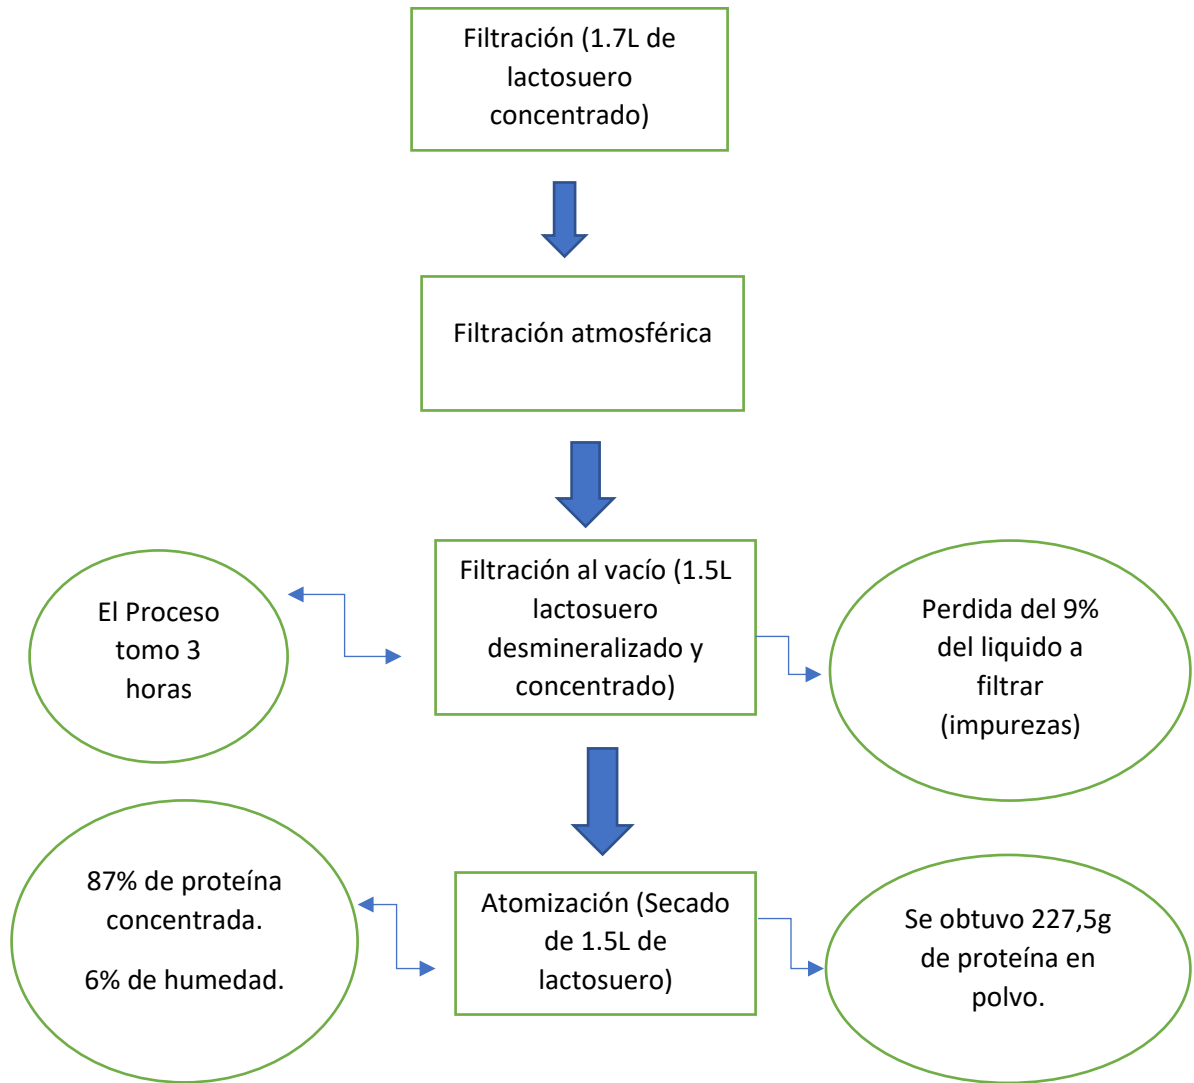 Filtración (1.7L de
lactosuero
concentrado)
Filtración atmosférica
El Proceso
tomo 3
horas
Filtración al vacío (1.5L
lactosuero
desmineralizado y
concentrado)
Perdida del 9%
del liquido a
filtrar
(impurezas)
87% de proteína
concentrada.
6% de humedad.
Atomización (Secado
de 1.5L de
lactosuero)
Se obtuvo 227,5g
de proteína en
polvo.